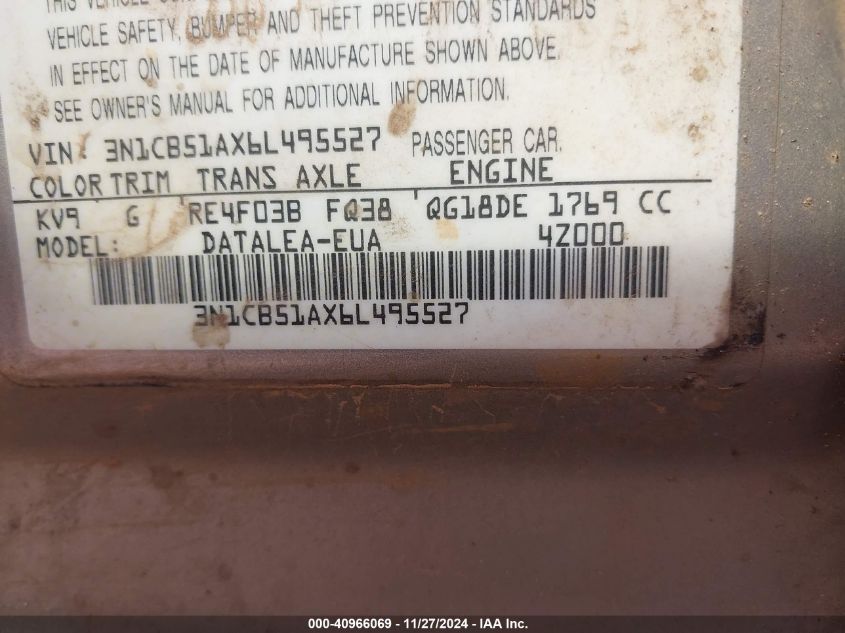 THIS VEHICLE
VEHICLE SAFETY, BUMPER AND THEFT PREVENTION STANDARDS
IN EFFECT ON THE DATE OF MANUFACTURE SHOWN ABOVE.
SEE OWNER'S MANUAL FOR ADDITIONAL INFORMATION.
VIN: 3N1CB51AX6L495527 PASSENGER CAR.
COLOR TRIM TRANS AXLE ENGINE
KV9 G RE4F03B FQ38 QG18DE 1769 CC
MODEL: DATALEA-EUA 4Z000
3N1CB51AX6L495527
000-40966069 - 11/27/2024 - IAA Inc.